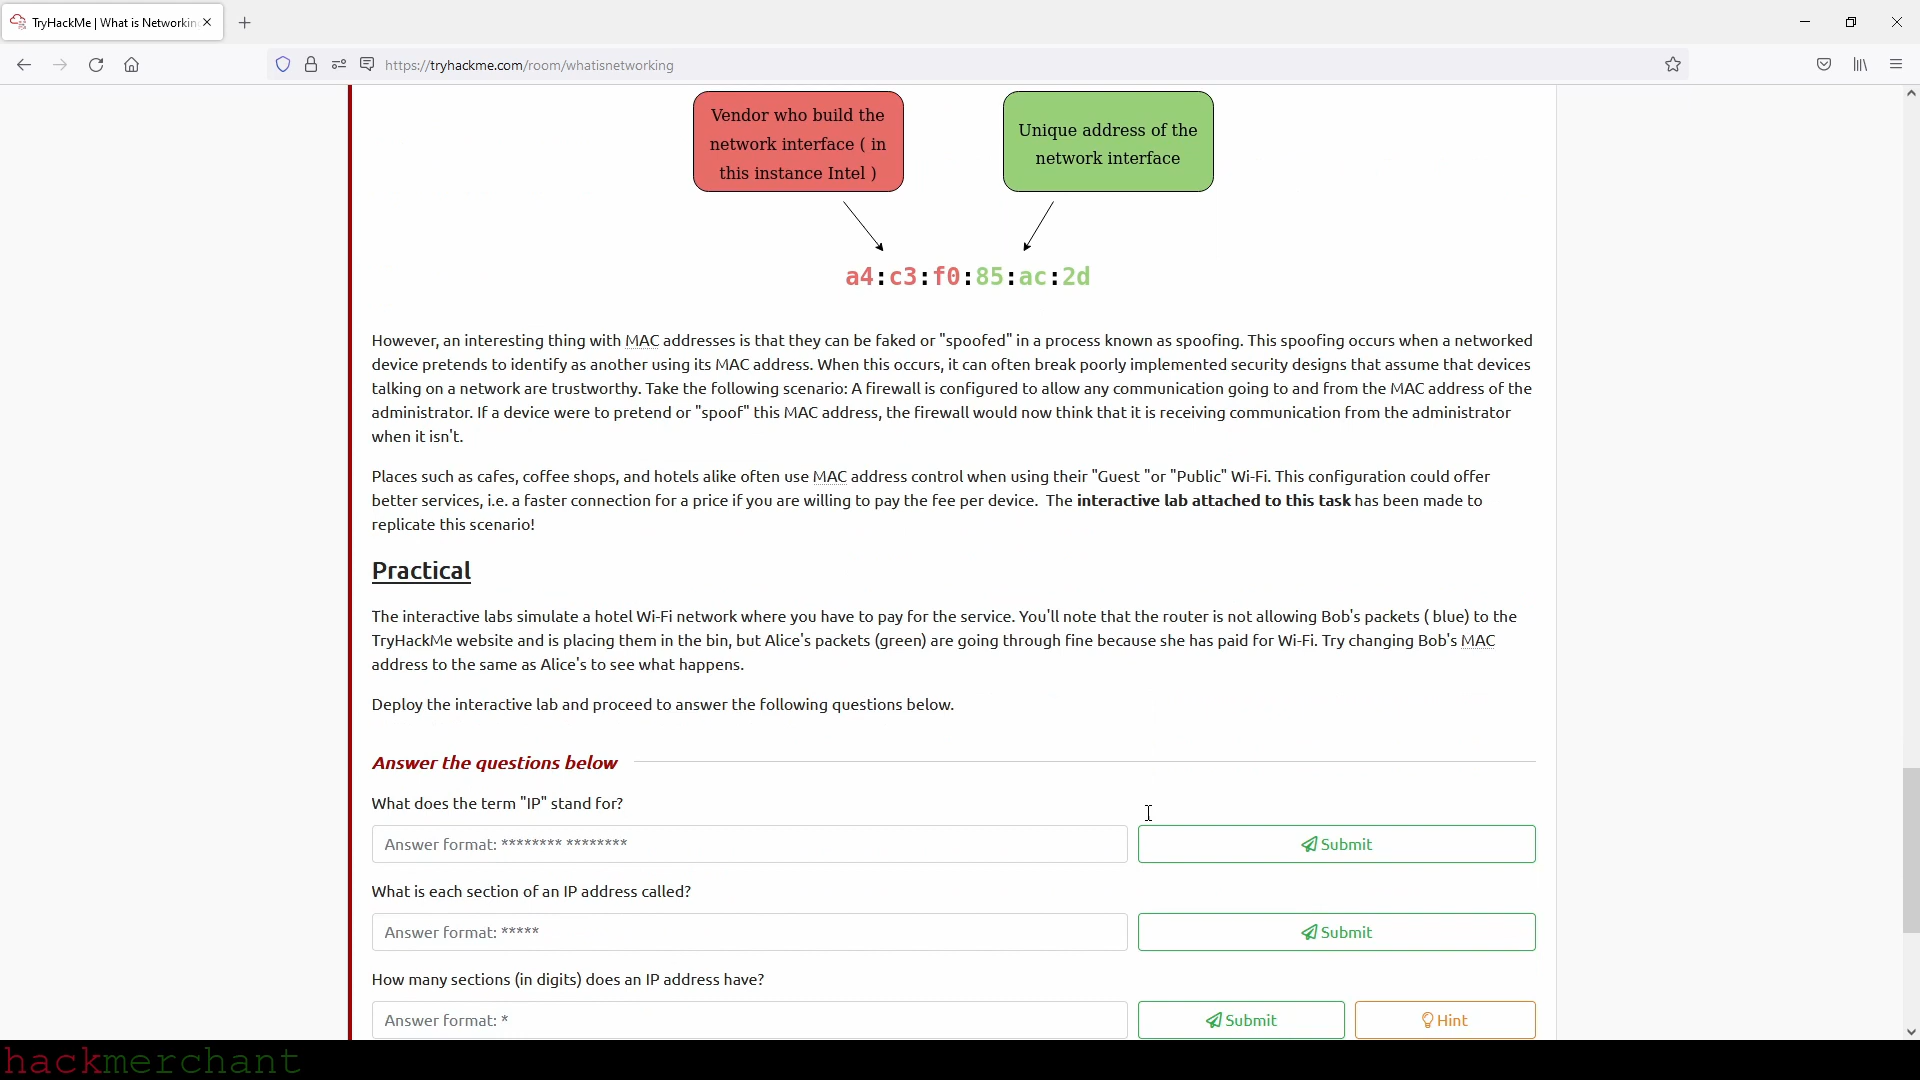 TryHackMe | What is Networkin
https://tryhackme.com/room/whatisnetworking
Vendor who build the
network interface ( in
this instance Intel )
Unique address of the
network interface
a4:c3:f0:85:ac:2d
However, an interesting thing with MAC addresses is that they can be faked or "spoofed" in a process known as spoofing. This spoofing occurs when a networked
device pretends to identify as another using its MAC address. When this occurs, it can often break poorly implemented security designs that assume that devices
talking on a network are trustworthy. Take the following scenario: A firewall is configured to allow any communication going to and from the MAC address of the
administrator. If a device were to pretend or "spoof" this MAC address, the firewall would now think that it is receiving communication from the administrator
when it isn't.
Places such as cafes, coffee shops, and hotels alike often use MAC address control when using their "Guest "or "Public" Wi-Fi. This configuration could offer
better services, i.e. a faster connection for a price if you are willing to pay the fee per device.  The interactive lab attached to this task has been made to
replicate this scenario!
Practical
The interactive labs simulate a hotel Wi-Fi network where you have to pay for the service. You'll note that the router is not allowing Bob's packets ( blue) to the
TryHackMe website and is placing them in the bin, but Alice's packets (green) are going through fine because she has paid for Wi-Fi. Try changing Bob's MAC
address to the same as Alice's to see what happens.
Deploy the interactive lab and proceed to answer the following questions below.
Answer the questions below
What does the term "IP" stand for?
Answer format: ******** ********
Submit
What is each section of an IP address called?
Answer format: *****
Submit
How many sections (in digits) does an IP address have?
Answer format: *
Submit
Hint
hackmerchant